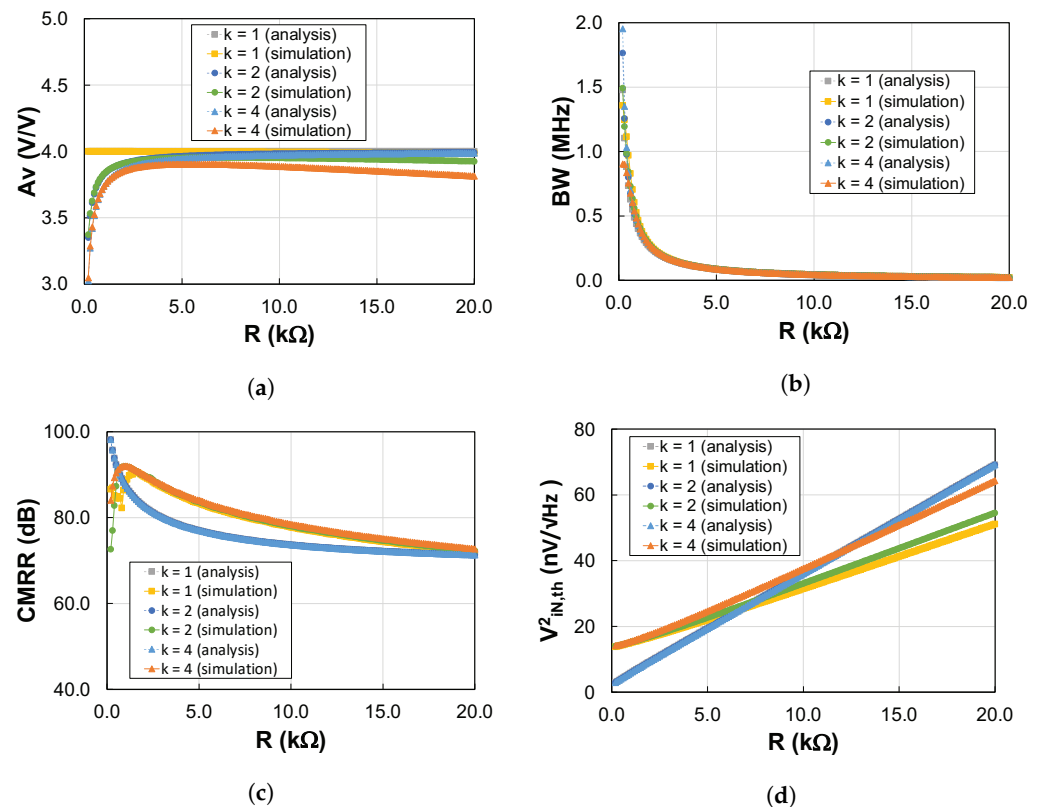 5.0
4.5
4.0
3.5
3.0
Av (V/V)
k = 1 (analysis)
k = 1 (simulation)
k = 2 (analysis)
k = 2 (simulation)
k = 4 (analysis)
k = 4 (simulation)
0.0 5.0 10.0 15.0 20.0
R (kΩ)
(a)
2.0
1.5
1.0
0.5
0.0
BW (MHz)
k = 1 (analysis)
k = 1 (simulation)
k = 2 (analysis)
k = 2 (simulation)
k = 4 (analysis)
k = 4 (simulation)
0.0 5.0 10.0 15.0 20.0
R (kΩ)
(b)
100.0
80.0
60.0
40.0
CMRR (dB)
k = 1 (analysis)
k = 1 (simulation)
k = 2 (analysis)
k = 2 (simulation)
k = 4 (analysis)
k = 4 (simulation)
0.0 5.0 10.0 15.0 20.0
R (kΩ)
(c)
80
60
40
20
0
V²iN,th (nV/√Hz)
k = 1 (analysis)
k = 1 (simulation)
k = 2 (analysis)
k = 2 (simulation)
k = 4 (analysis)
k = 4 (simulation)
0.0 5.0 10.0 15.0 20.0
R (kΩ)
(d)